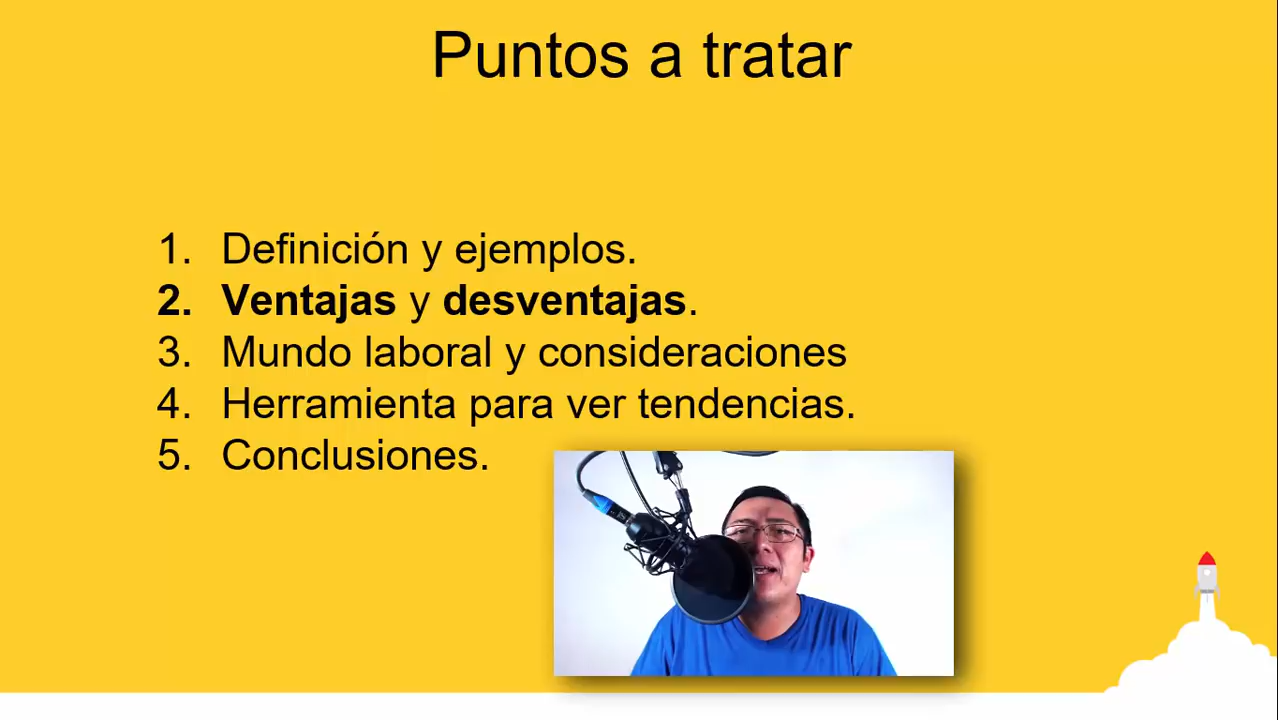 Puntos a tratar
1. Definición y ejemplos.
2. Ventajas y desventajas.
3. Mundo laboral y consideraciones
4. Herramienta para ver tendencias.
5. Conclusiones.